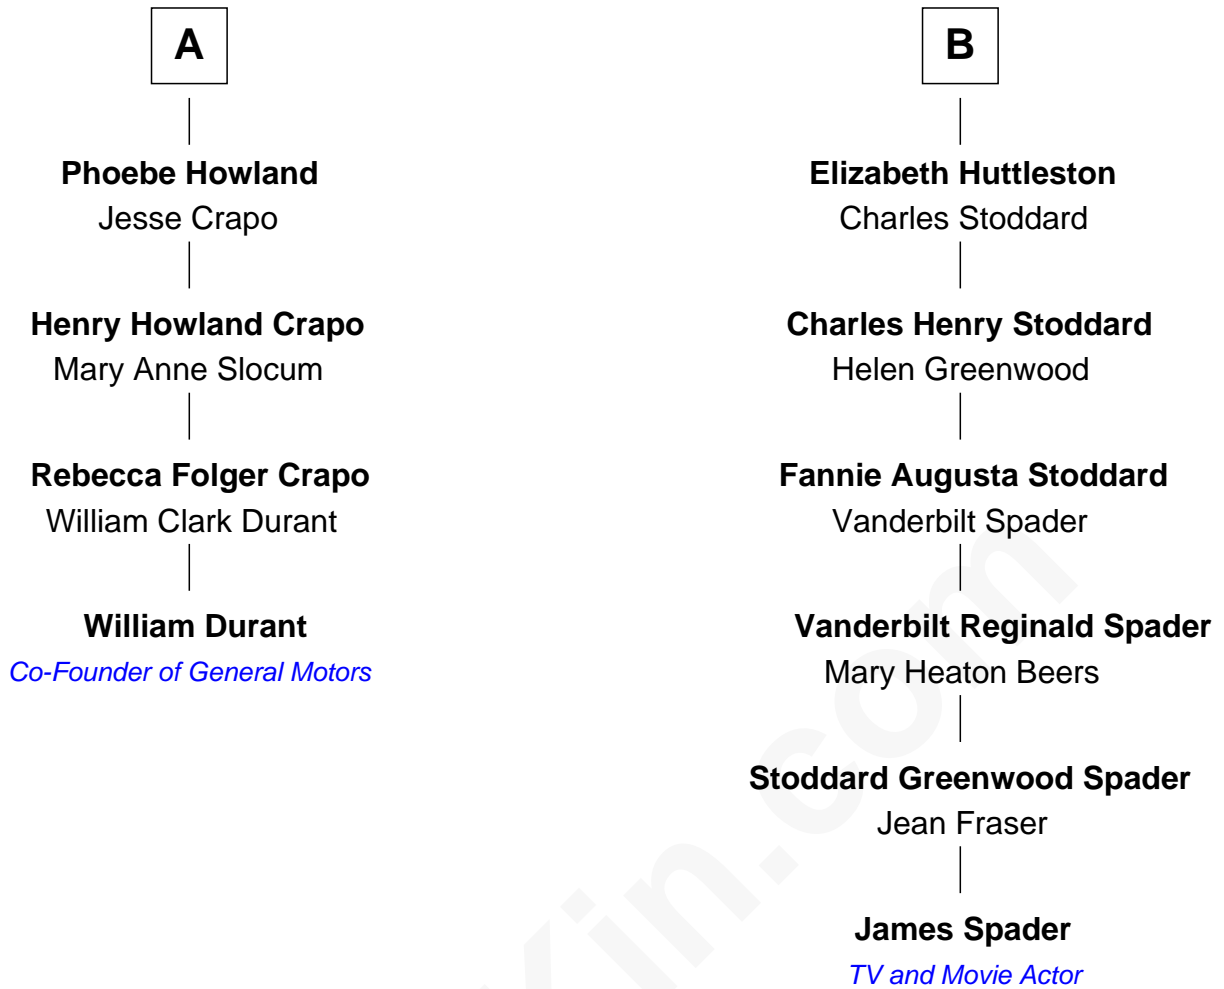 A
Phoebe Howland
Jesse Crapo
Henry Howland Crapo
Mary Anne Slocum
Rebecca Folger Crapo
William Clark Durant
William Durant
Co-Founder of General Motors
B
Elizabeth Huttleston
Charles Stoddard
Charles Henry Stoddard
Helen Greenwood
Fannie Augusta Stoddard
Vanderbilt Spader
Vanderbilt Reginald Spader
Mary Heaton Beers
Stoddard Greenwood Spader
Jean Fraser
James Spader
TV and Movie Actor
Kin.com